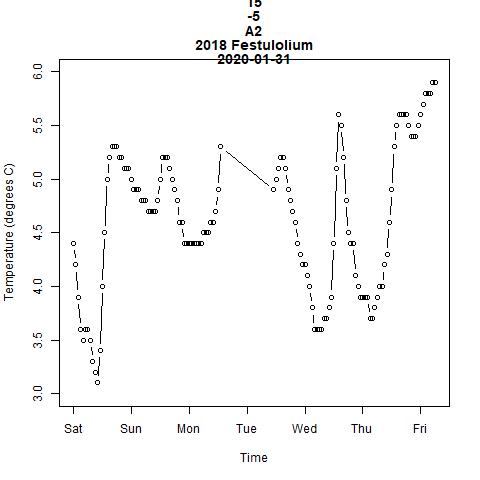 15
-5
A2
2018 Festulolium
2020-01-31
6.0
5.5
5.0
4.5
4.0
3.5
3.0
Temperature (degrees C)
Sat Sun Mon Tue Wed Thu Fri
Time